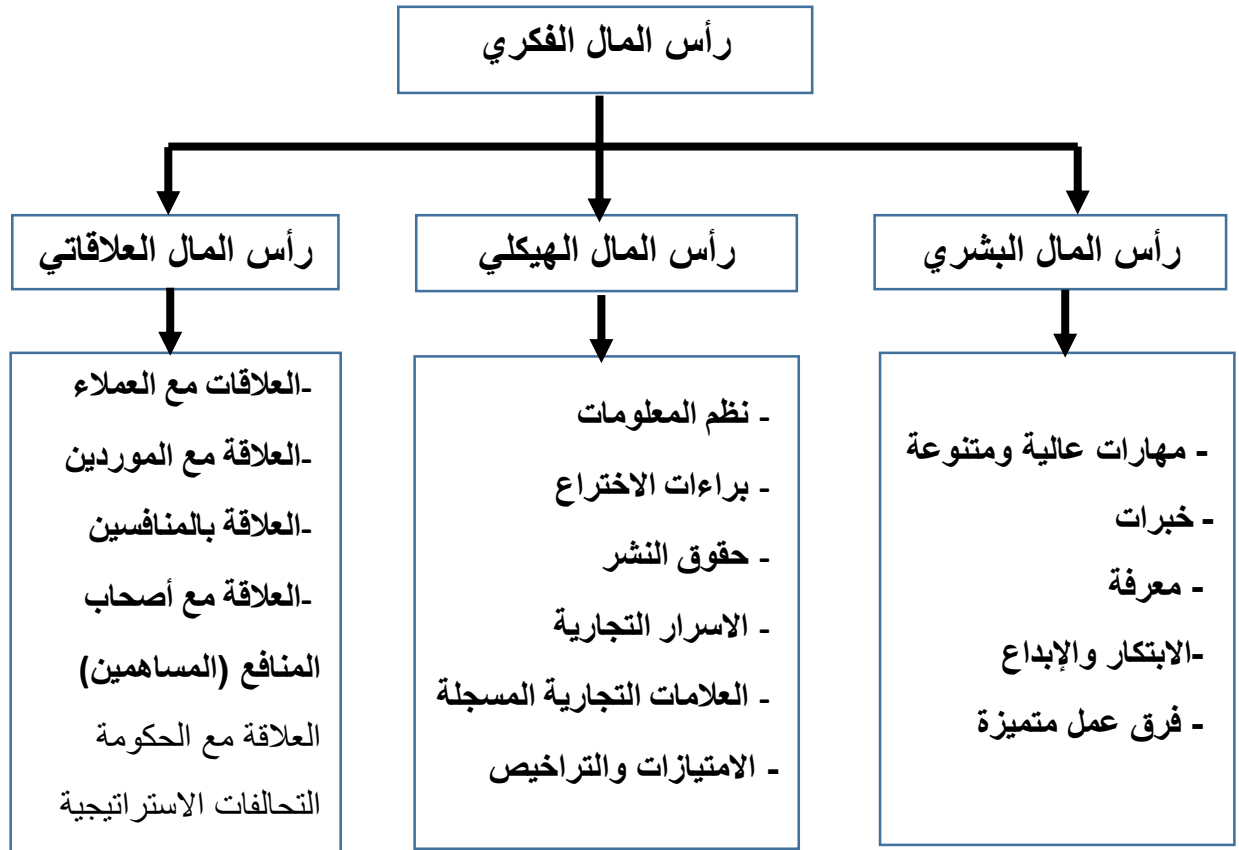 رأس المال الفكري
رأس المال البشري
رأس المال الهيكلي
رأس المال العلاقاتي
- مهارات عالية ومتنوعة
- خبرات
- معرفة
-الابتكار والإبداع
- فرق عمل متميزة
- نظم المعلومات
- براءات الاختراع
- حقوق النشر
- الاسرار التجارية
- العلامات التجارية المسجلة
- الامتيازات والتراخيص
-العلاقات مع العملاء
-العلاقة مع الموردين
-العلاقة بالمنافسين
-العلاقة مع أصحاب
المنافع (المساهمين)
العلاقة مع الحكومة
التحالفات الاستراتيجية